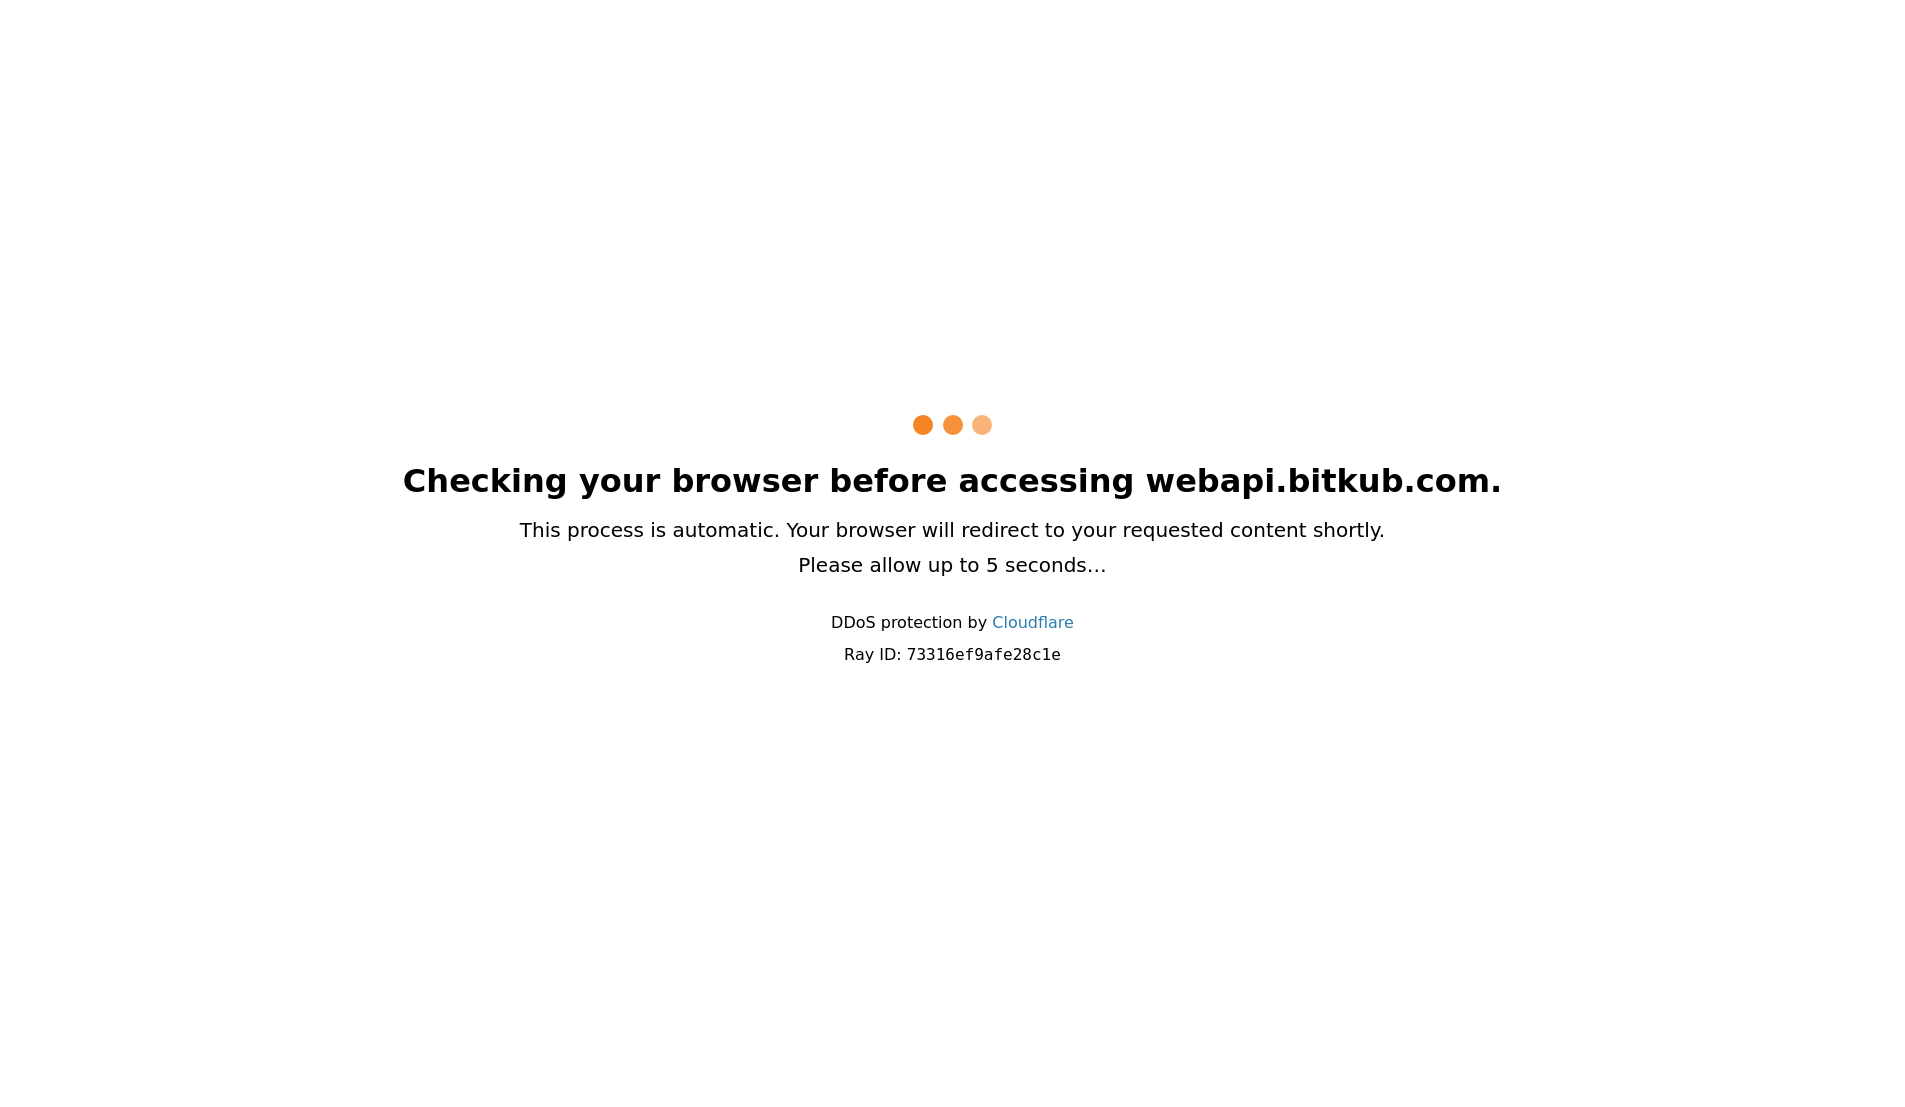 Checking your browser before accessing webapi.bitkub.com.
This process is automatic. Your browser will redirect to your requested content shortly.
Please allow up to 5 seconds…
DDoS protection by Cloudflare
Ray ID: 73316ef9afe28c1e